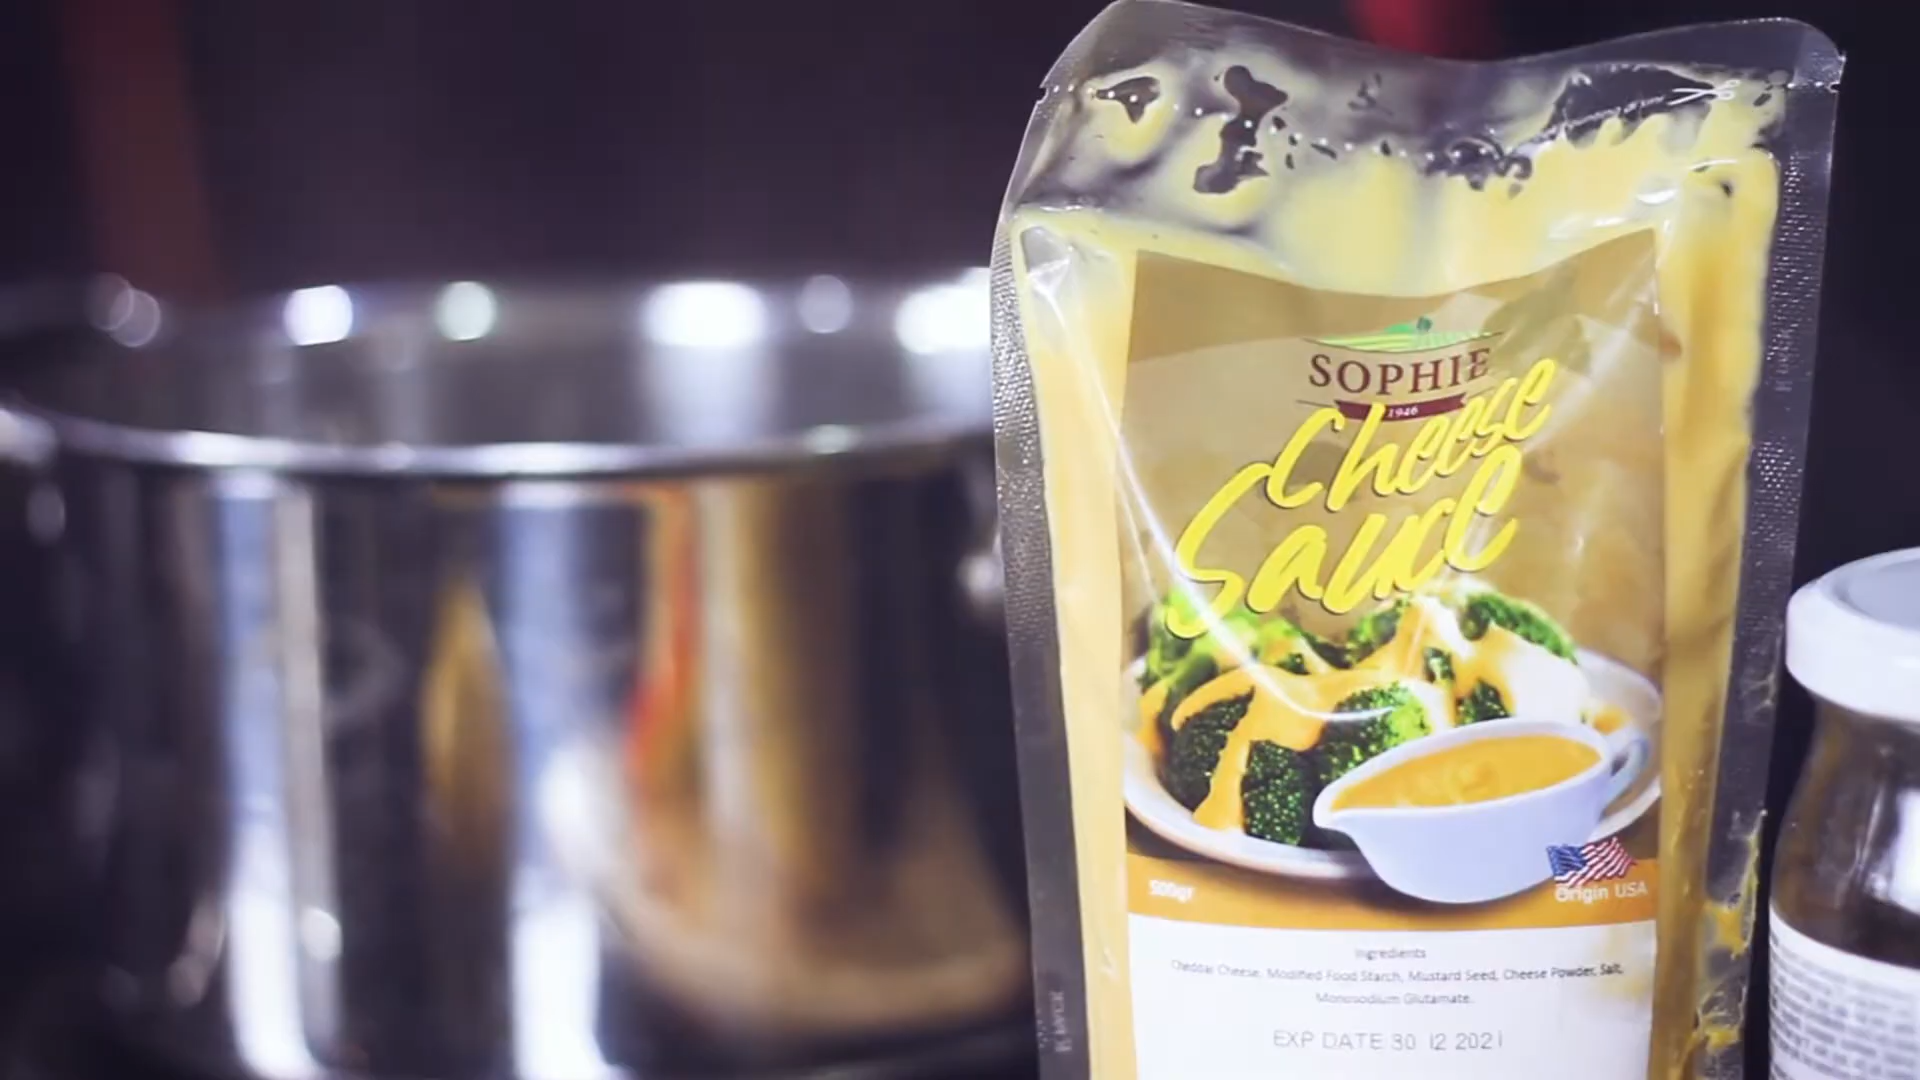 SOPHIE
1946
Cheese
Sauce
500gr
Origin USA
Ingredients
Cheddar Cheese, Modified Food Starch, Mustard Seed, Cheese Powder, Salt,
Monosodium Glutamate.
EXP DATE 30 12 2021